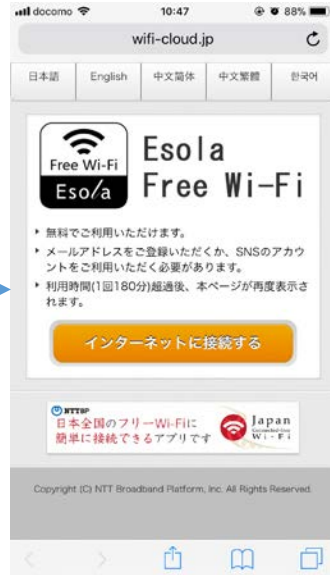 docomo 10:47 88%
wifi-cloud.jp
日本語 English 中文简体 中文繁體 한국어
Free Wi-Fi
Esola
Esola
Free Wi-Fi
無料でご利用いただけます。
メールアドレスをご登録いただくか、SNSのアカウ
ントをご利用いただく必要があります。
利用時間(1回180分)超過後、本ページが再度表示さ
れます。
インターネットに接続する
NTTBP
日本全国のフリーWi-Fiに
簡単に接続できるアプリです
Japan
Wi-Fi
Copyright (C) NTT Broadband Platform, Inc. All Rights Reserved.